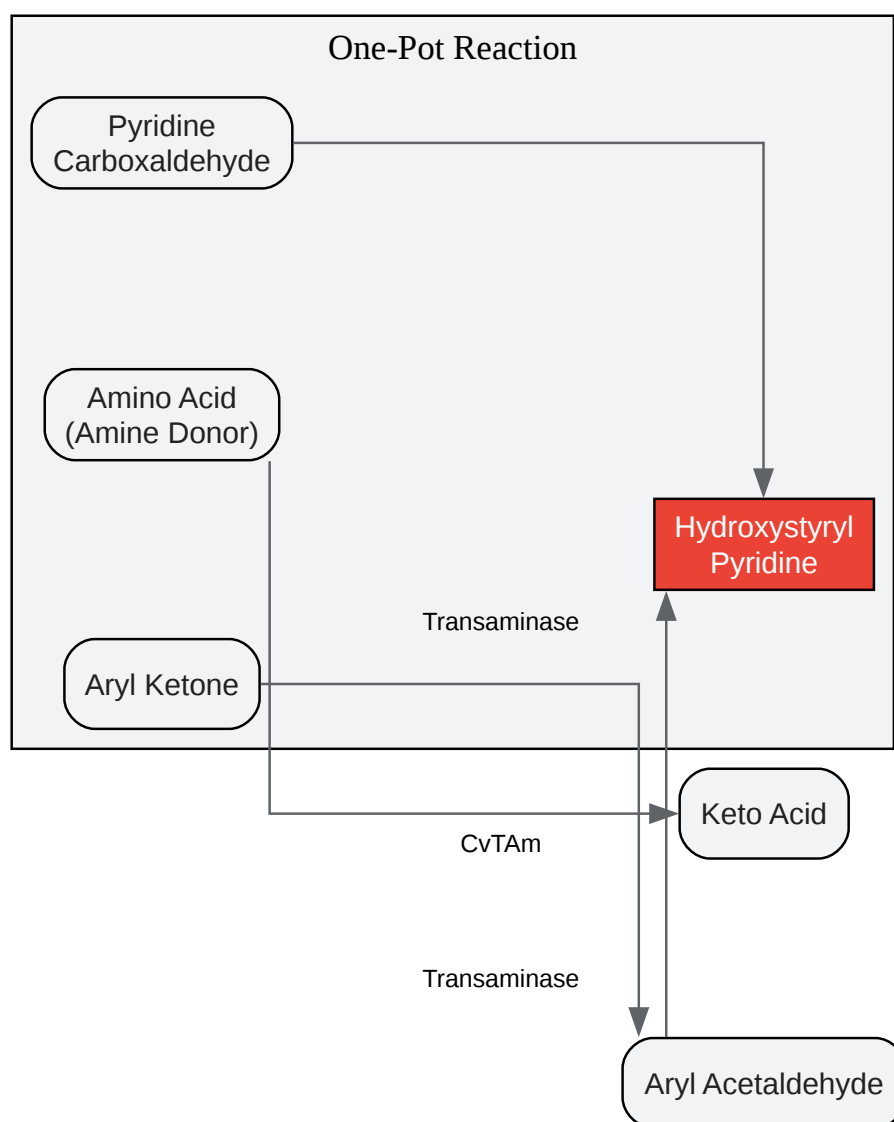 One-Pot Reaction
Pyridine
Carboxaldehyde
Amino Acid
(Amine Donor)
Hydroxystyryl
Pyridine
Transaminase
Aryl Ketone
Keto Acid
CvTAm
Transaminase
Aryl Acetaldehyde